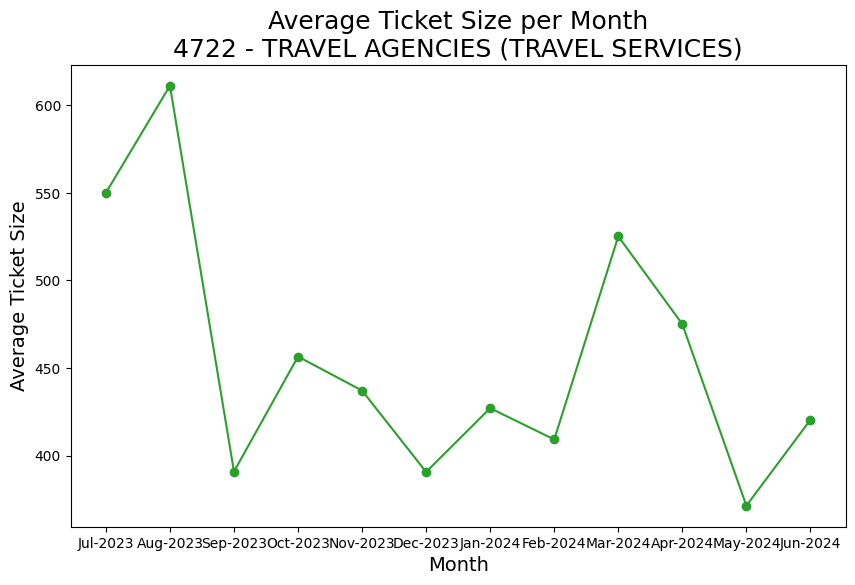 Average Ticket Size per Month
4722 - TRAVEL AGENCIES (TRAVEL SERVICES)
600
550
500
450
400
Average Ticket Size
Jul-2023 Aug-2023 Sep-2023 Oct-2023 Nov-2023 Dec-2023 Jan-2024 Feb-2024 Mar-2024 Apr-2024 May-2024 Jun-2024
Month